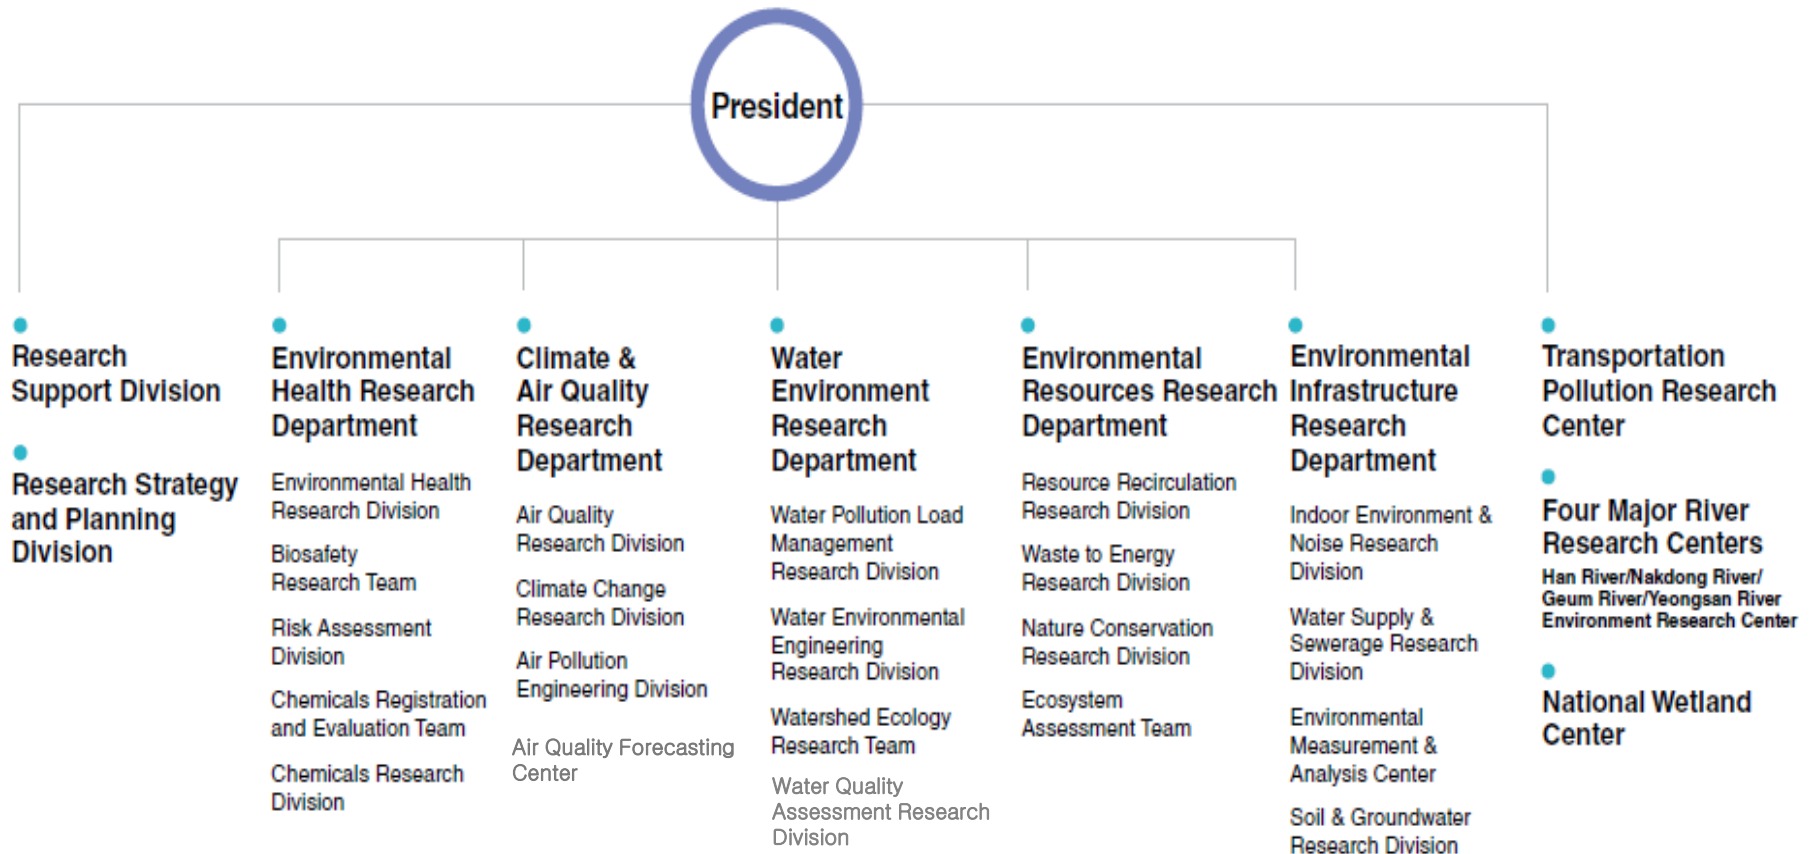 President
Research
Support Division
Research Strategy
and Planning
Division
Environmental
Health Research
Department
Environmental Health
Research Division
Biosafety
Research Team
Risk Assessment
Division
Chemicals Registration
and Evaluation Team
Chemicals Research
Division
Climate &
Air Quality
Research
Department
Air Quality
Research Division
Climate Change
Research Division
Air Pollution
Engineering Division
Air Quality Forecasting
Center
Water
Environment
Research
Department
Water Pollution Load
Management
Research Division
Water Environmental
Engineering
Research Division
Watershed Ecology
Research Team
Water Quality
Assessment Research
Division
Environmental
Resources Research
Department
Resource Recirculation
Research Division
Waste to Energy
Research Division
Nature Conservation
Research Division
Ecosystem
Assessment Team
Environmental
Infrastructure
Research
Department
Indoor Environment &
Noise Research
Division
Water Supply &
Sewerage Research
Division
Environmental
Measurement &
Analysis Center
Soil & Groundwater
Research Division
Transportation
Pollution Research
Center
Four Major River
Research Centers
Han River/Nakdong River/
Geum River/Yeongsan River
Environment Research Center
National Wetland
Center